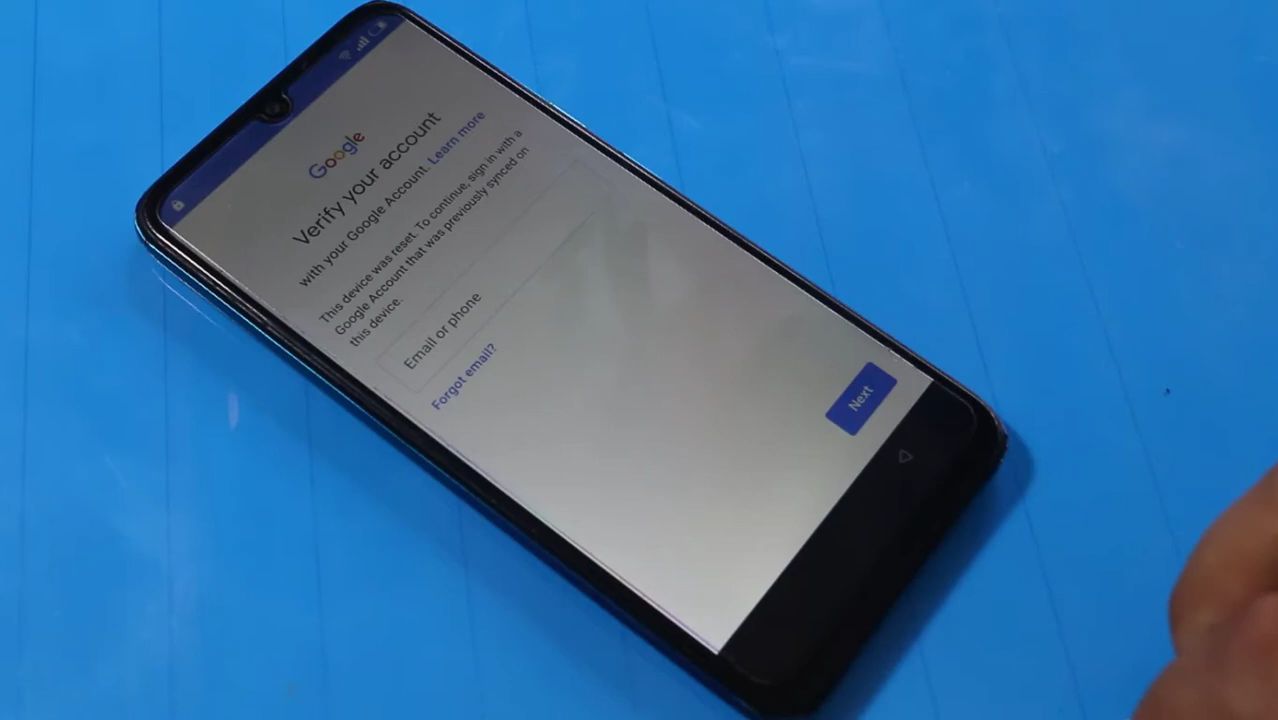 Google
Verify your account
with your Google Account. Learn more
This device was reset. To continue, sign in with a
Google Account that was previously synced on
this device.
Email or phone
Forgot email?
Next